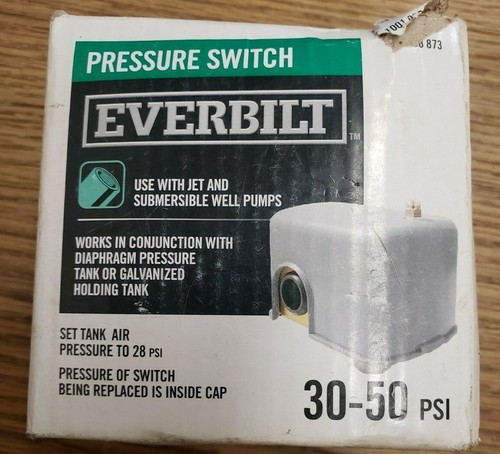 PRESSURE SWITCH
873
EVERBILT TM
USE WITH JET AND
SUBMERSIBLE WELL PUMPS
WORKS IN CONJUNCTION WITH
DIAPHRAGM PRESSURE
TANK OR GALVANIZED
HOLDING TANK
SET TANK AIR
PRESSURE TO 28 PSI
PRESSURE OF SWITCH
BEING REPLACED IS INSIDE CAP
30-50 PSI